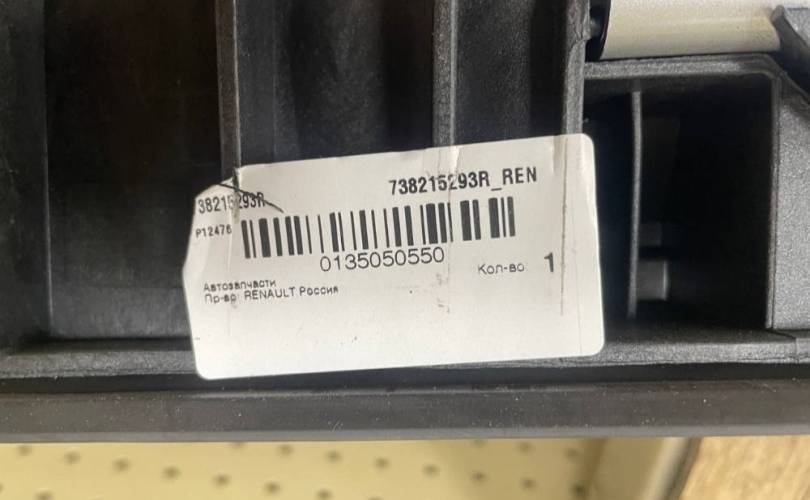 738215293R_REN
38215293R
P12476
0135050550
Кол-во 1
Автозапчасти
Пр-во: RENAULT Россия